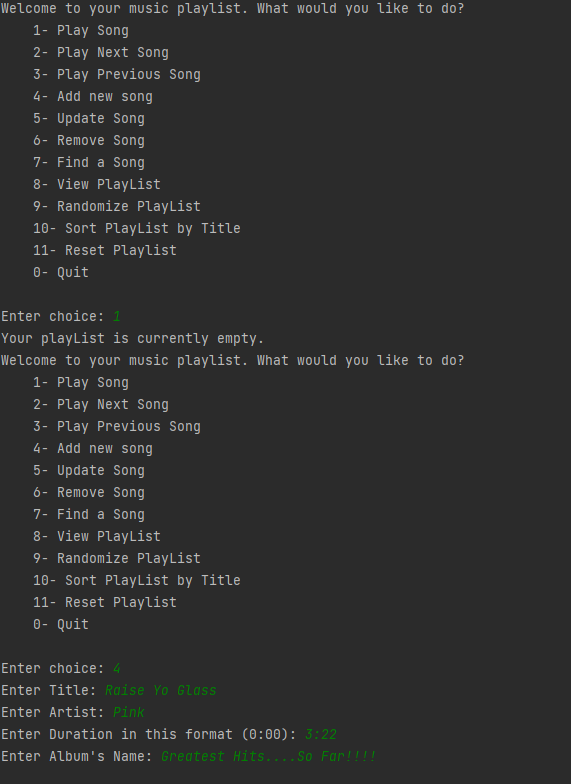 Welcome to your music playlist. What would you like to do?
1- Play Song
2- Play Next Song
3- Play Previous Song
4- Add new song
5- Update Song
6- Remove Song
7- Find a Song
8- View PlayList
9- Randomize PlayList
10- Sort PlayList by Title
11- Reset Playlist
0- Quit
Enter choice: 1
Your playList is currently empty.
Welcome to your music playlist. What would you like to do?
1- Play Song
2- Play Next Song
3- Play Previous Song
4- Add new song
5- Update Song
6- Remove Song
7- Find a Song
8- View PlayList
9- Randomize PlayList
10- Sort PlayList by Title
11- Reset Playlist
0- Quit
Enter choice: 4
Enter Title: Raise Yo Glass
Enter Artist: Pink
Enter Duration in this format (0:00): 3:22
Enter Album's Name: Greatest Hits....So Far!!!!